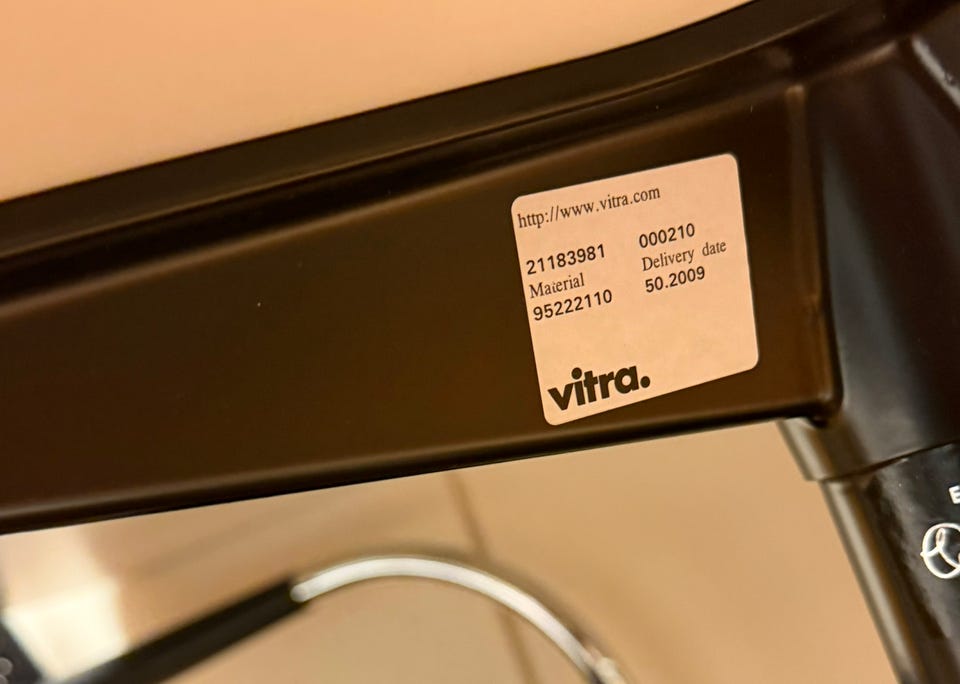 http://www.vitra.com
21183981 000210
Material Delivery date
95222110 50.2009
vitra.